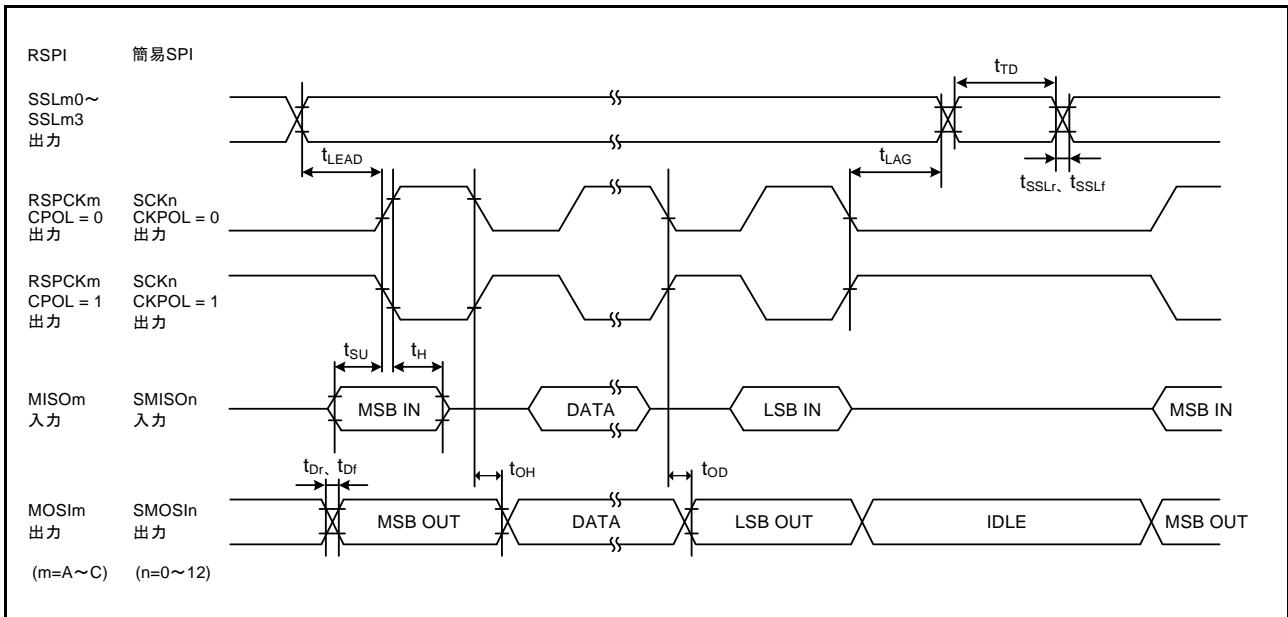 RSPI 簡易SPI
SSLm0～
SSLm3
出力
tTD
tLEAD
tLAG
tSSLr、tSSLf
RSPCKm SCKn
CPOL = 0 CKPOL = 0
出力 出力
RSPCKm SCKn
CPOL = 1 CKPOL = 1
出力 出力
tSU tH
MISOm SMISOn
入力 入力
MSB IN DATA LSB IN MSB IN
tDr、tDf tOH tOD
MOSIm SMOSIn
出力 出力
MSB OUT DATA LSB OUT IDLE MSB OUT
(m=A～C) (n=0～12)